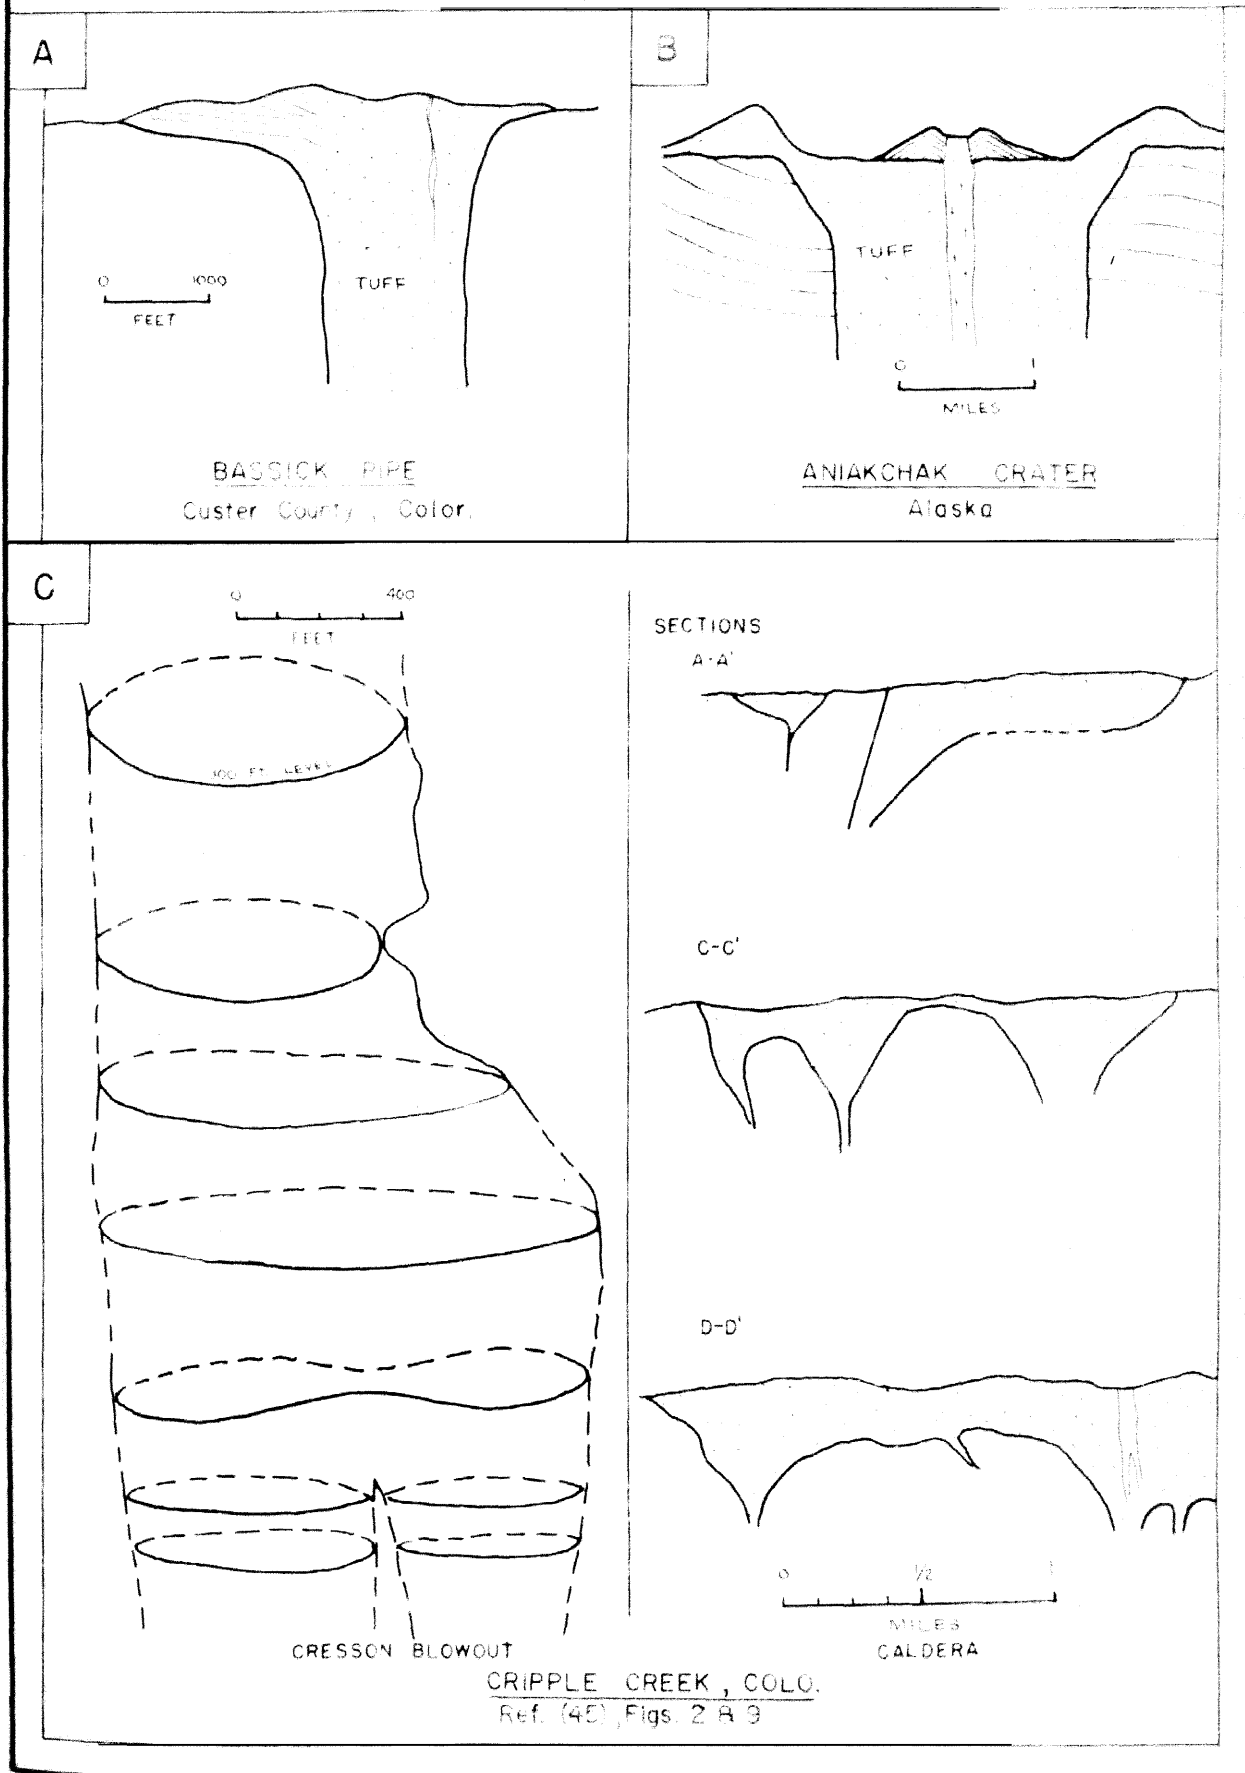 A
TUFF
0 1000
FEET
BASSICK PIPE
Custer County, Color.
B
TUFF
0 1
MILES
ANIAKCHAK CRATER
Alaska
C
0 400
FEET
FT. LEVEL
CRESSON BLOWOUT
SECTIONS
A-A'
C-C'
D-D'
0 1/2 1
MILES
CALDERA
CRIPPLE CREEK, COLO.
Ref. (45), Figs. 2 & 9